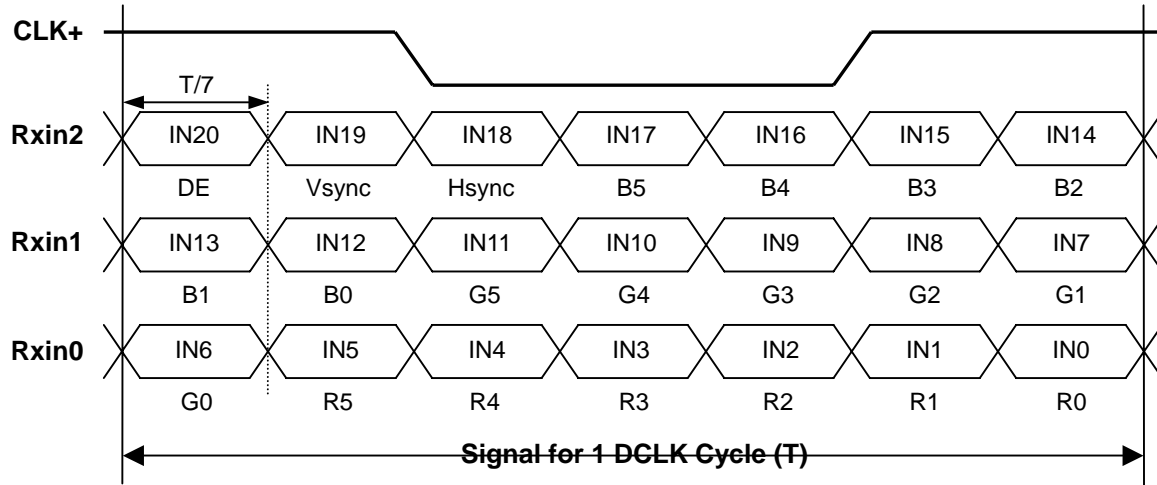 CLK+
T/7
Rxin2 IN20 IN19 IN18 IN17 IN16 IN15 IN14
DE Vsync Hsync B5 B4 B3 B2
Rxin1 IN13 IN12 IN11 IN10 IN9 IN8 IN7
B1 B0 G5 G4 G3 G2 G1
Rxin0 IN6 IN5 IN4 IN3 IN2 IN1 IN0
G0 R5 R4 R3 R2 R1 R0
Signal for 1 DCLK Cycle (T)